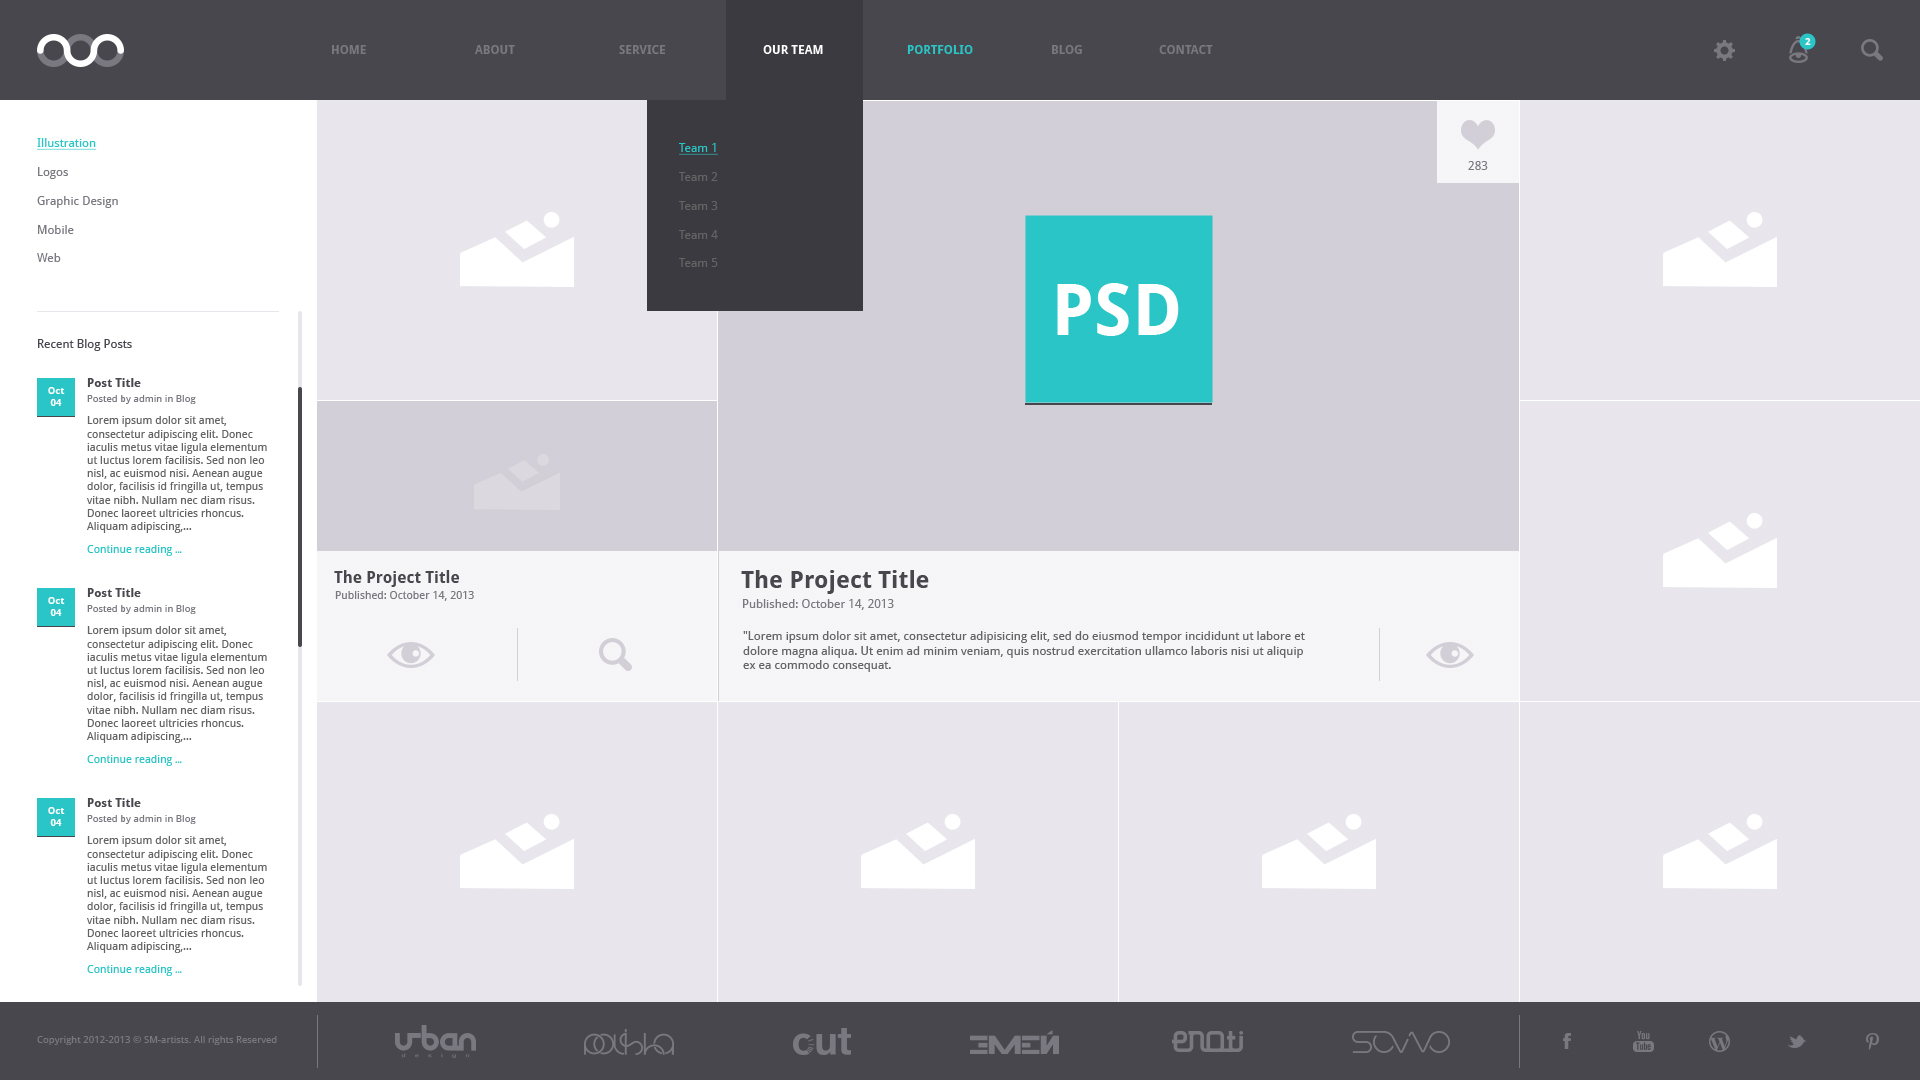 HOME
ABOUT
SERVICE
OUR TEAM
PORTFOLIO
BLOG
CONTACT
2
Illustration
Logos
Graphic Design
Mobile
Web
Team 1
Team 2
Team 3
Team 4
Team 5
283
PSD
Recent Blog Posts
Oct
04
Post Title
Posted by admin in Blog
Lorem ipsum dolor sit amet,
consectetur adipiscing elit. Donec
iaculis metus vitae ligula elementum
ut luctus lorem facilisis. Sed non leo
nisl, ac euismod nisi. Aenean augue
dolor, facilisis id fringilla ut, tempus
vitae nibh. Nullam nec diam risus.
Donec laoreet ultricies rhoncus.
Aliquam adipiscing,...
Continue reading ...
Oct
04
Post Title
Posted by admin in Blog
Lorem ipsum dolor sit amet,
consectetur adipiscing elit. Donec
iaculis metus vitae ligula elementum
ut luctus lorem facilisis. Sed non leo
nisl, ac euismod nisi. Aenean augue
dolor, facilisis id fringilla ut, tempus
vitae nibh. Nullam nec diam risus.
Donec laoreet ultricies rhoncus.
Aliquam adipiscing,...
Continue reading ...
Oct
04
Post Title
Posted by admin in Blog
Lorem ipsum dolor sit amet,
consectetur adipiscing elit. Donec
iaculis metus vitae ligula elementum
ut luctus lorem facilisis. Sed non leo
nisl, ac euismod nisi. Aenean augue
dolor, facilisis id fringilla ut, tempus
vitae nibh. Nullam nec diam risus.
Donec laoreet ultricies rhoncus.
Aliquam adipiscing,...
Continue reading ...
The Project Title
Published: October 14, 2013
The Project Title
Published: October 14, 2013
"Lorem ipsum dolor sit amet, consectetur adipisicing elit, sed do eiusmod tempor incididunt ut labore et
dolore magna aliqua. Ut enim ad minim veniam, quis nostrud exercitation ullamco laboris nisi ut aliquip
ex ea commodo consequat.
Copyright 2012-2013 © SM-artists. All rights Reserved
urban
design
cut
ЗМЕЙ
enoti
You
Tube